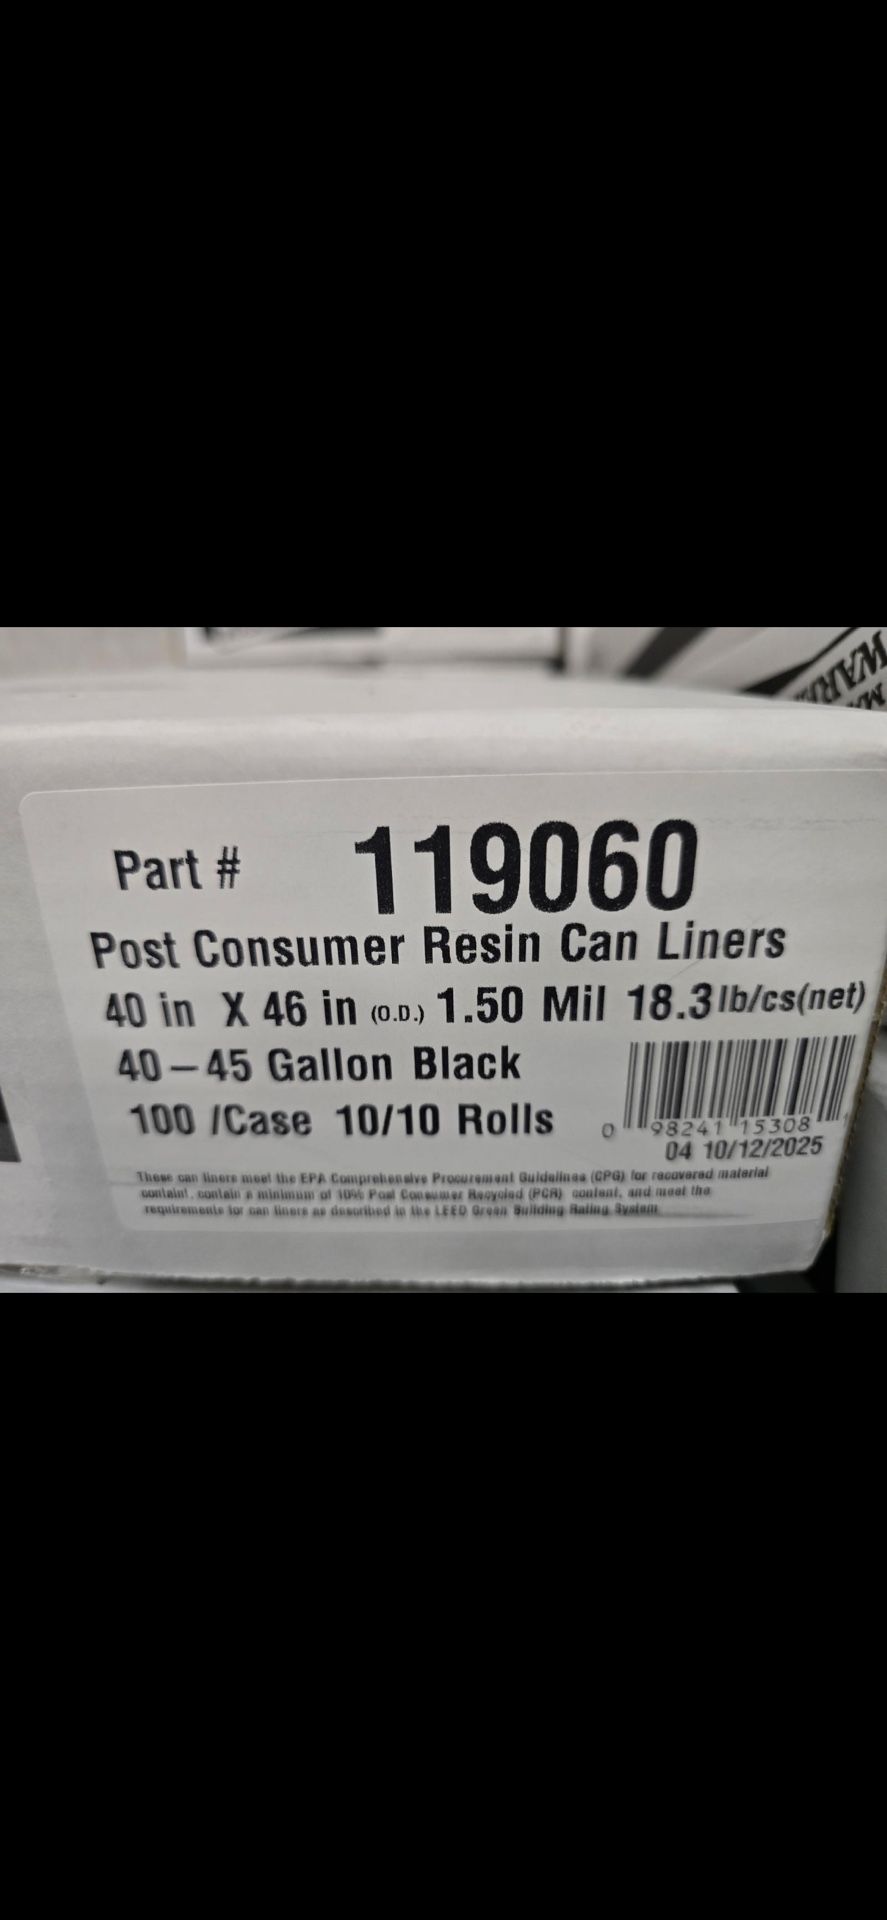 WARN
Part # 119060
Post Consumer Resin Can Liners
40 in X 46 in (O.D.) 1.50 Mil 18.3 lb/cs(net)
40 – 45 Gallon Black
100 /Case 10/10 Rolls
0 98241 15308 1
04 10/12/2025
These can liners meet the EPA Comprehensive Procurement Guidelines (CPG) for recovered material
containt, contain a minimum of 10% Post Consumer Recycled (PCR) content, and meet the
requirements for can liners as described in the LEED Green Building Rating System